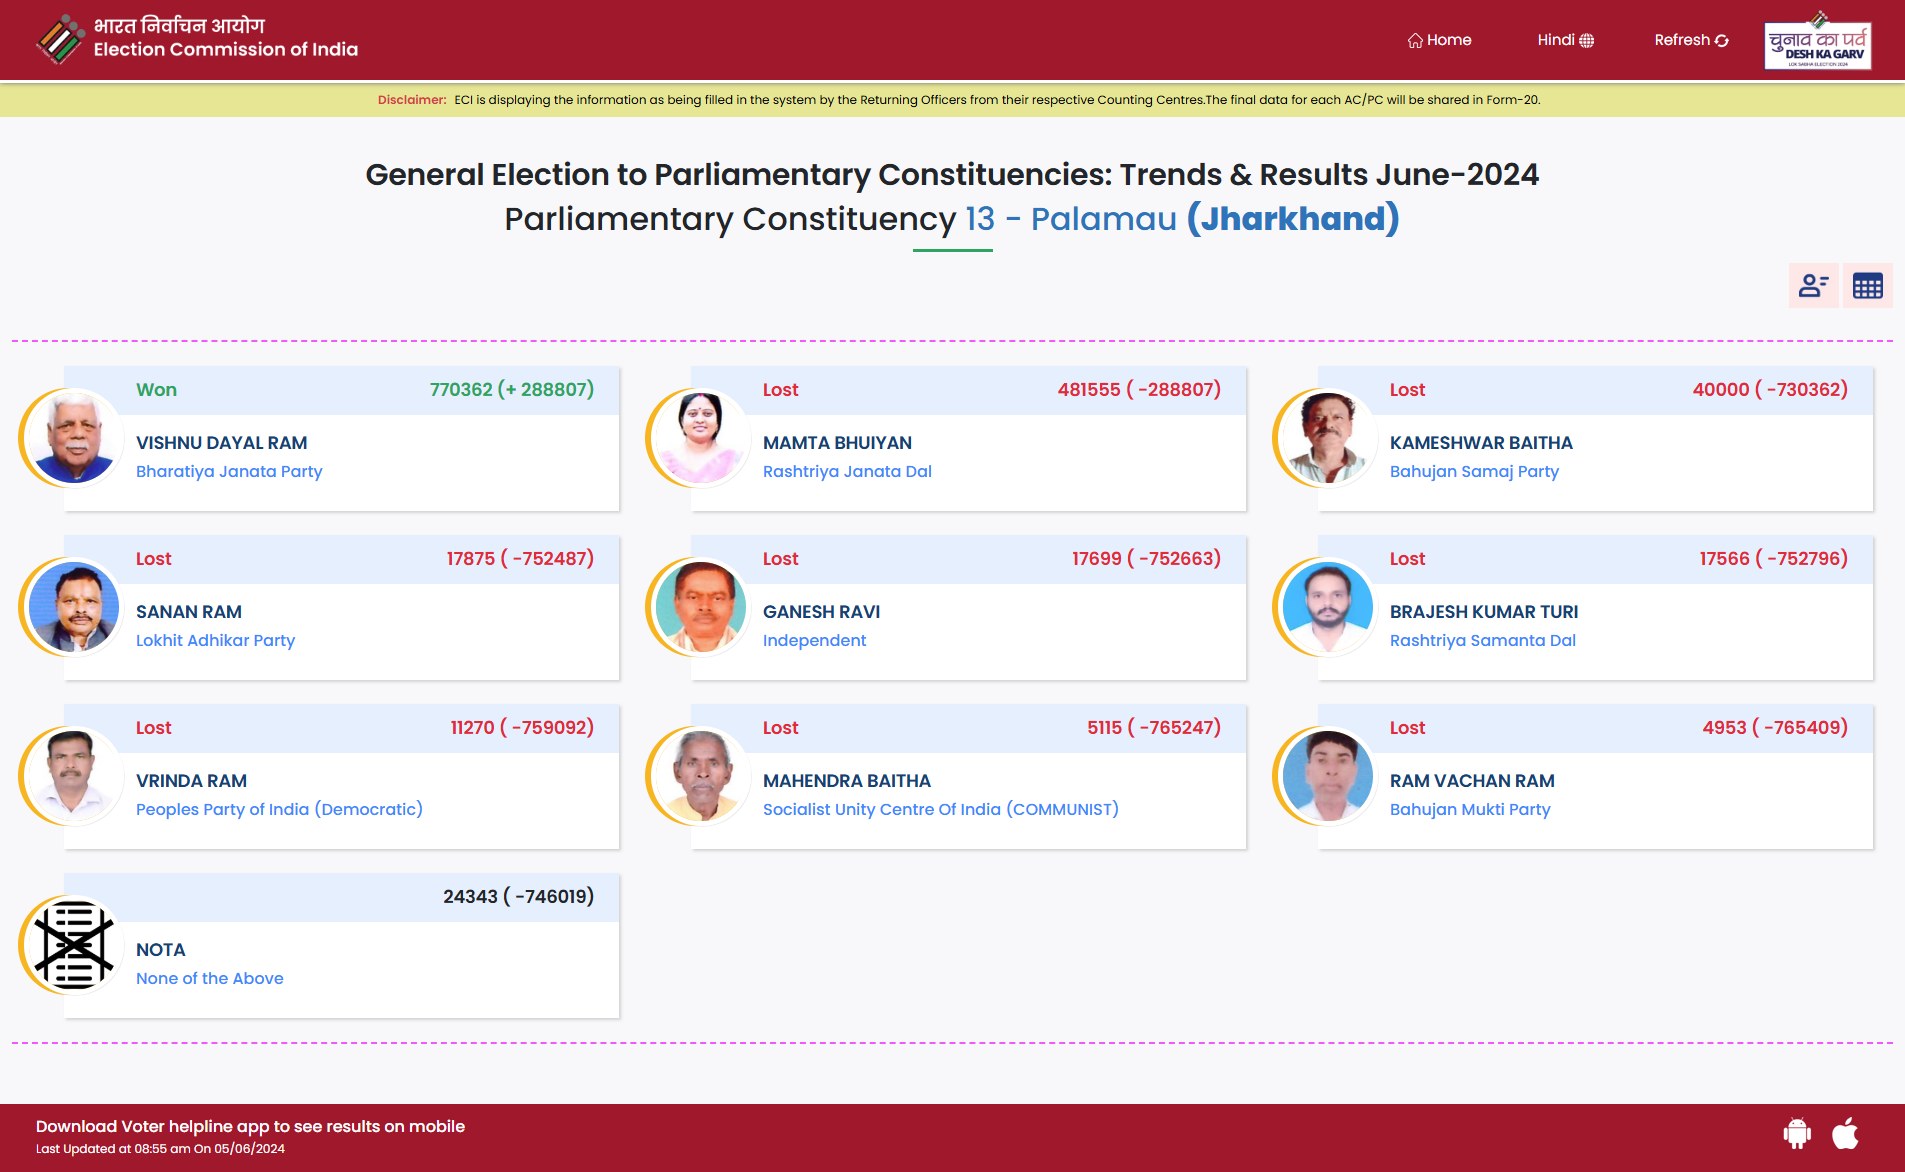 भारत निर्वाचन आयोग
Election Commission of India
Home
Hindi
Refresh
चुनाव का पर्व
DESH KA GARV
LOK SABHA ELECTION 2024
Disclaimer: ECI is displaying the information as being filled in the system by the Returning Officers from their respective Counting Centres.The final data for each AC/PC will be shared in Form-20.
General Election to Parliamentary Constituencies: Trends & Results June-2024
Parliamentary Constituency 13 - Palamau (Jharkhand)
Won 770362 (+ 288807)
VISHNU DAYAL RAM
Bharatiya Janata Party
Lost 481555 ( -288807)
MAMTA BHUIYAN
Rashtriya Janata Dal
Lost 40000 ( -730362)
KAMESHWAR BAITHA
Bahujan Samaj Party
Lost 17875 ( -752487)
SANAN RAM
Lokhit Adhikar Party
Lost 17699 ( -752663)
GANESH RAVI
Independent
Lost 17566 ( -752796)
BRAJESH KUMAR TURI
Rashtriya Samanta Dal
Lost 11270 ( -759092)
VRINDA RAM
Peoples Party of India (Democratic)
Lost 5115 ( -765247)
MAHENDRA BAITHA
Socialist Unity Centre Of India (COMMUNIST)
Lost 4953 ( -765409)
RAM VACHAN RAM
Bahujan Mukti Party
24343 ( -746019)
NOTA
None of the Above
Download Voter helpline app to see results on mobile
Last Updated at 08:55 am On 05/06/2024